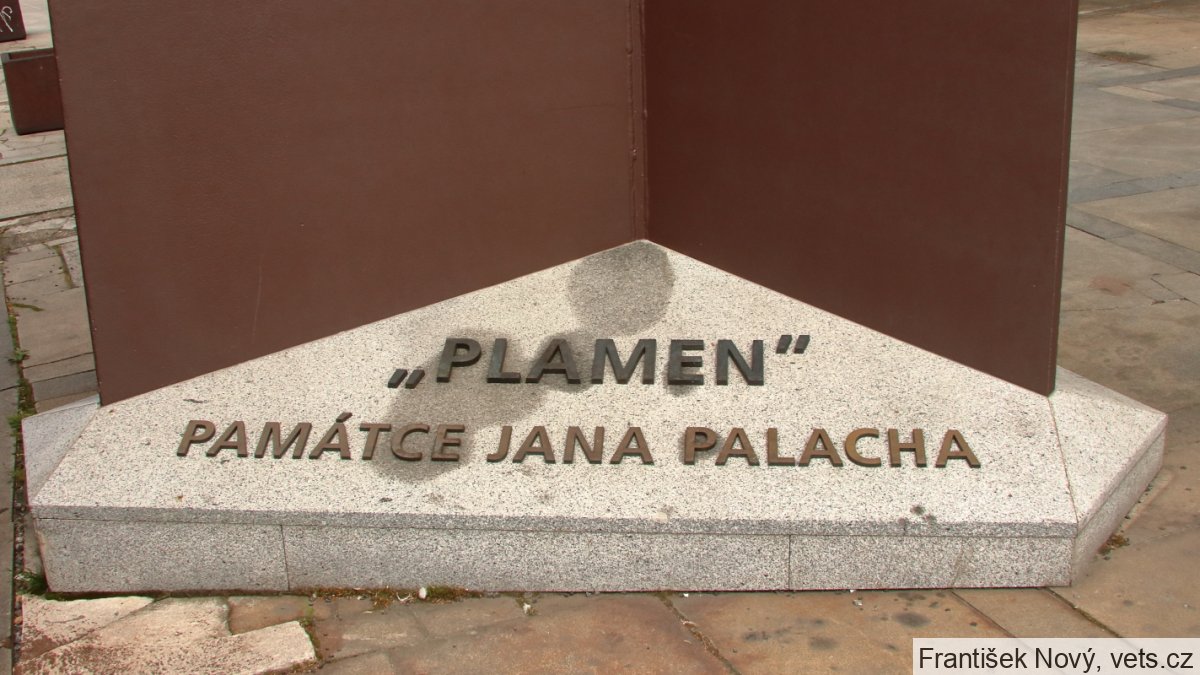 „PLAMEN”
PAMÁTCE JANA PALACHA
František Nový, vets.cz